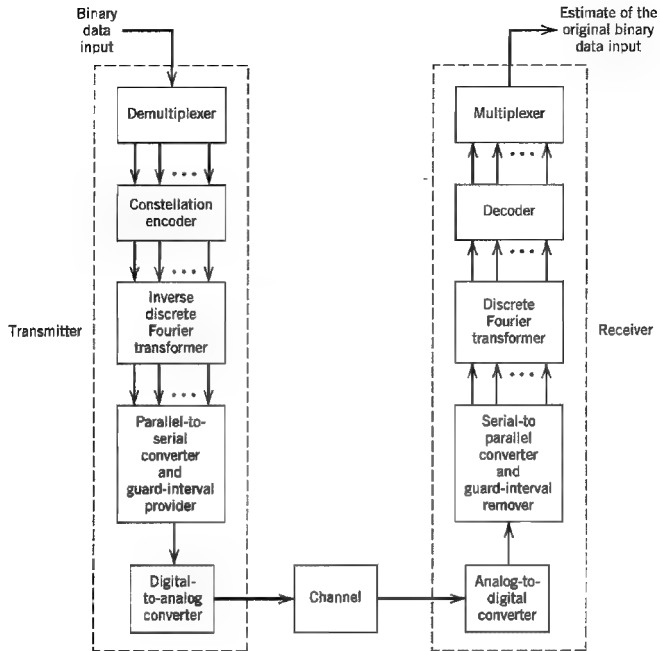 Binary
data
input
Demultiplexer
Constellation
encoder
Inverse
discrete
Fourier
transformer
Transmitter
Parallel-to-
serial
converter
and
guard-interval
provider
Digital-
to-analog
converter
Channel
Analog-to-
digital
converter
Serial-to
parallel
converter
and
guard-interval
remover
Discrete
Fourier
transformer
Receiver
Decoder
Multiplexer
Estimate of the
original binary
data input